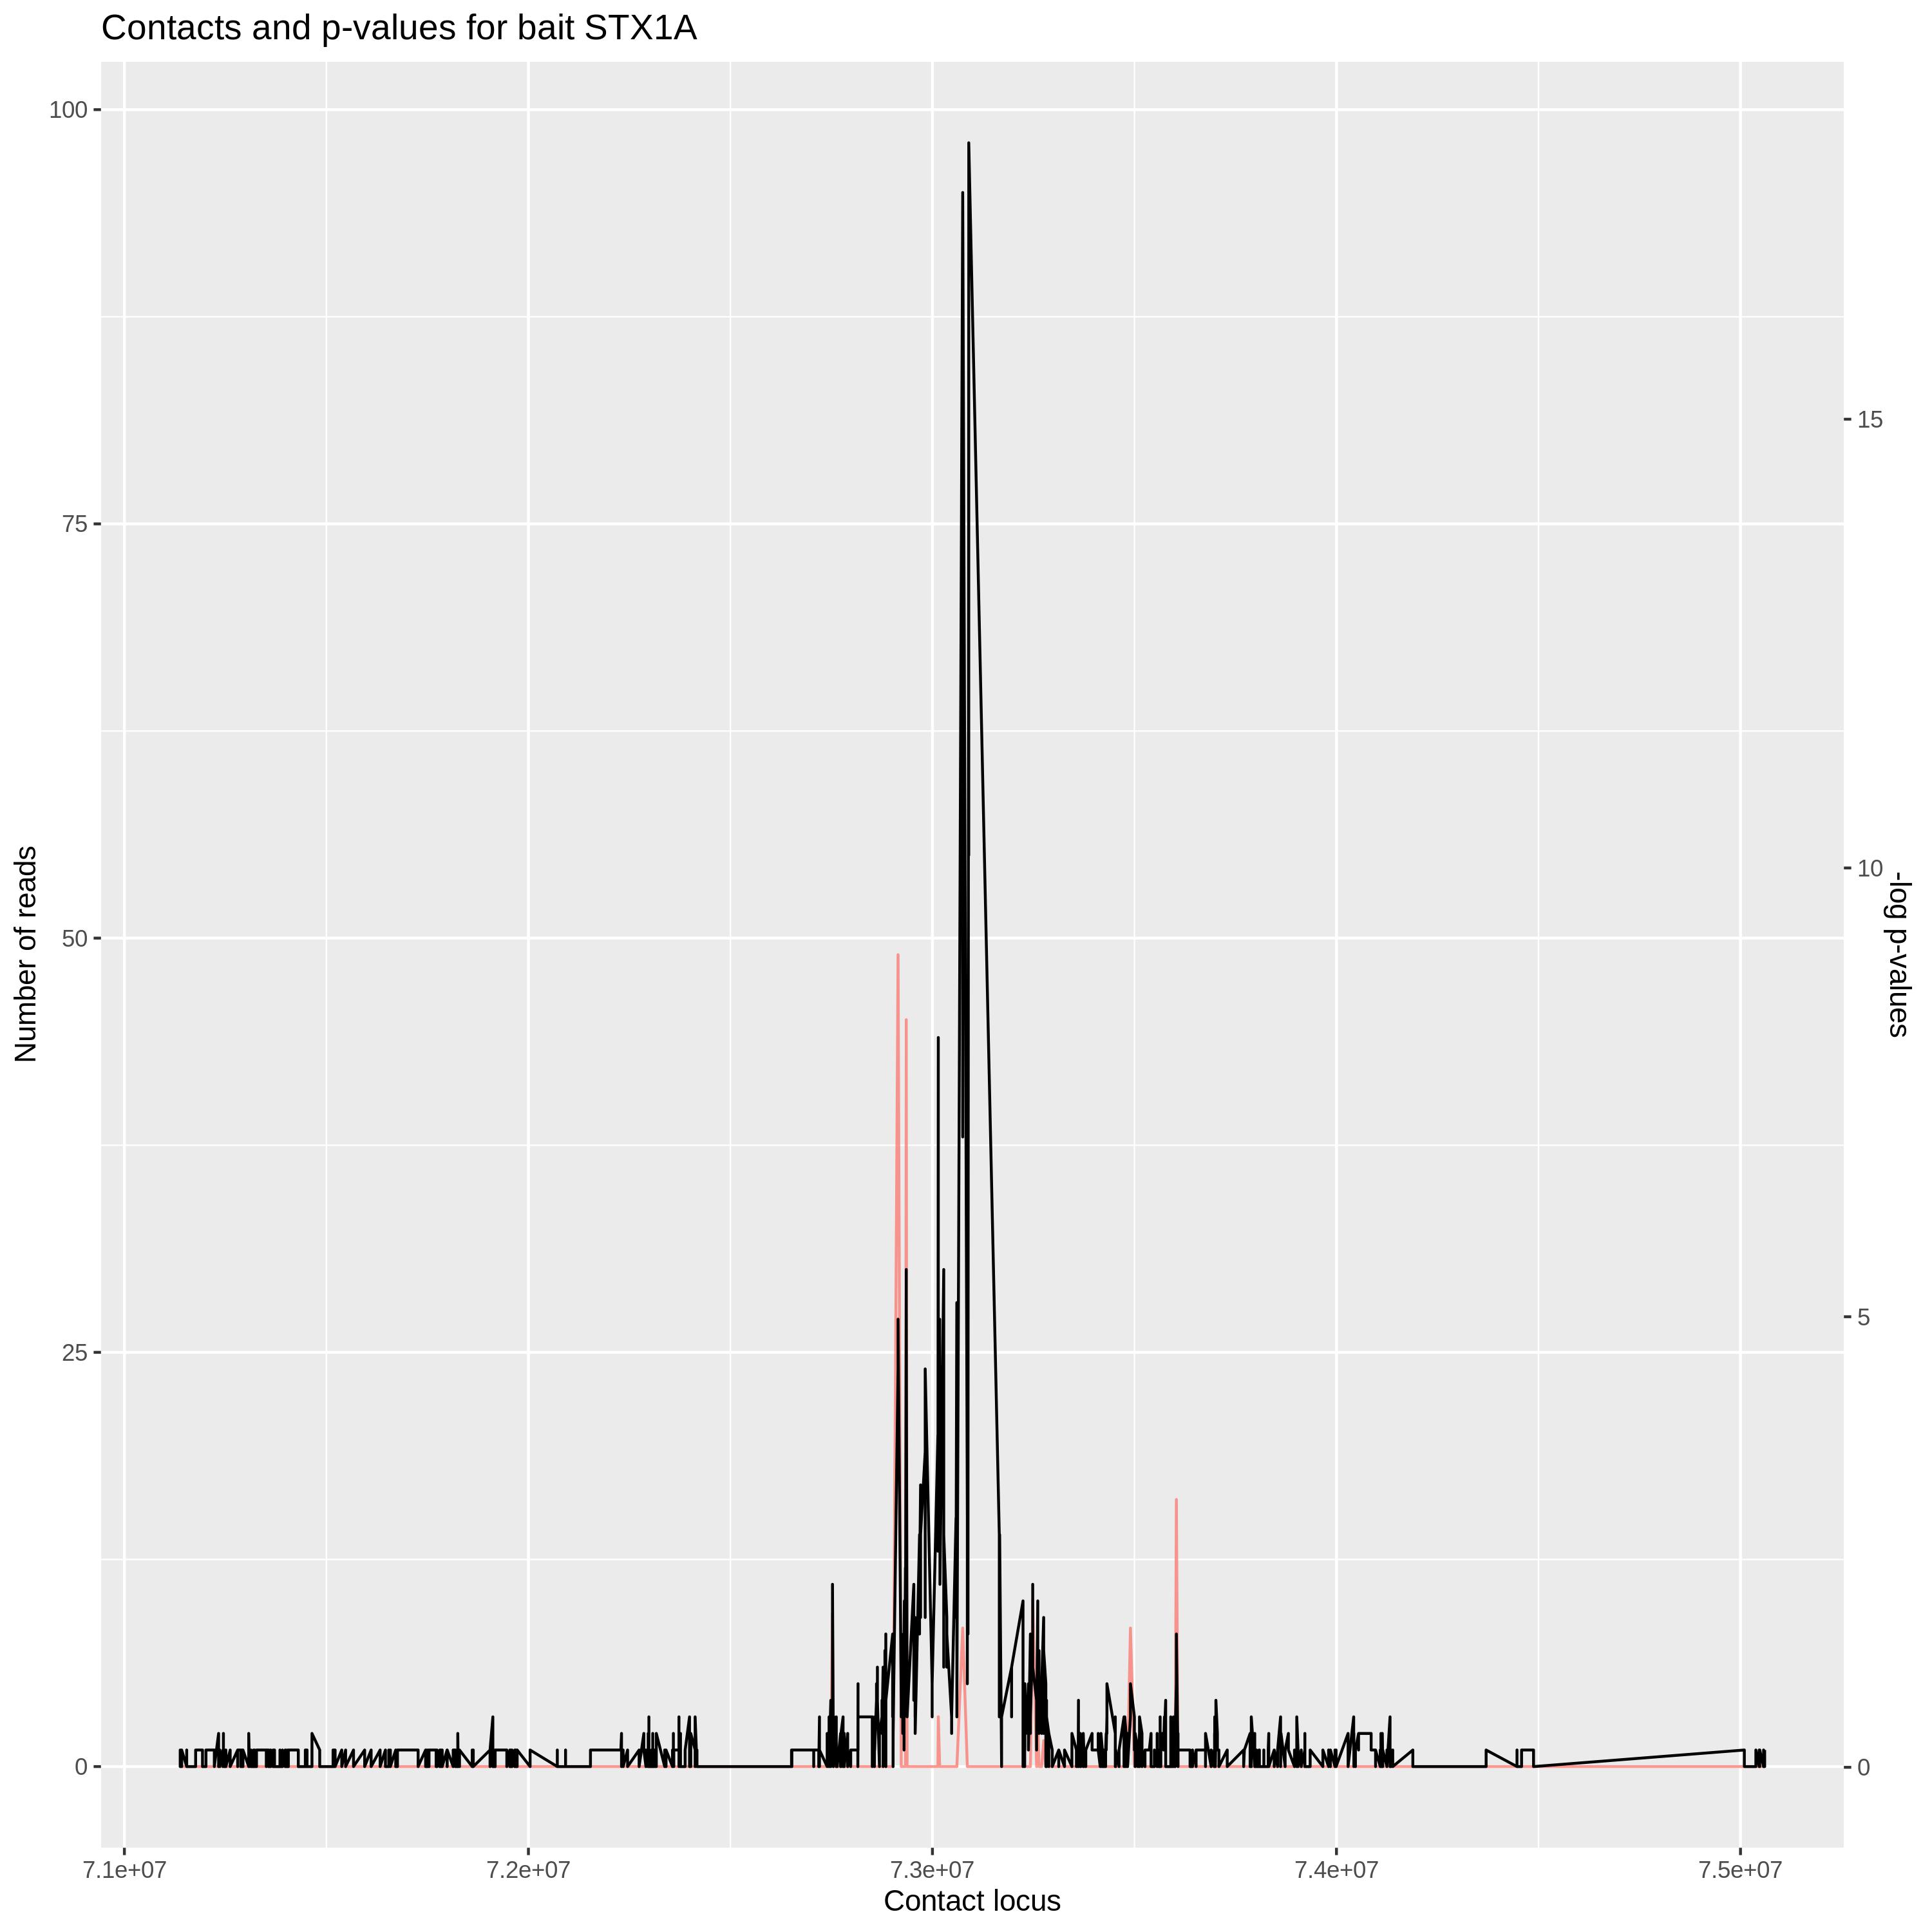 Contacts and p-values for bait STX1A
100
75
50
25
0
Number of reads
15
10
5
0
-log p-values
7.1e+07
7.2e+07
7.3e+07
7.4e+07
7.5e+07
Contact locus